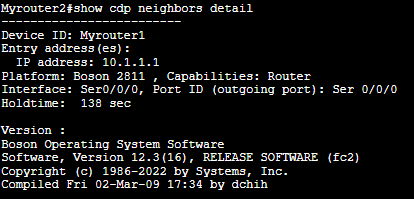 Myrouter2#show cdp neighbors detail
-------------------------
Device ID: Myrouter1
Entry address(es):
  IP address: 10.1.1.1
Platform: Boson 2811 , Capabilities: Router
Interface: Ser0/0/0, Port ID (outgoing port): Ser 0/0/0
Holdtime:  138 sec

Version :
Boson Operating System Software
Software, Version 12.3(16), RELEASE SOFTWARE (fc2)
Copyright (c) 1986-2022 by Systems, Inc.
Compiled Fri 02-Mar-09 17:34 by dchih